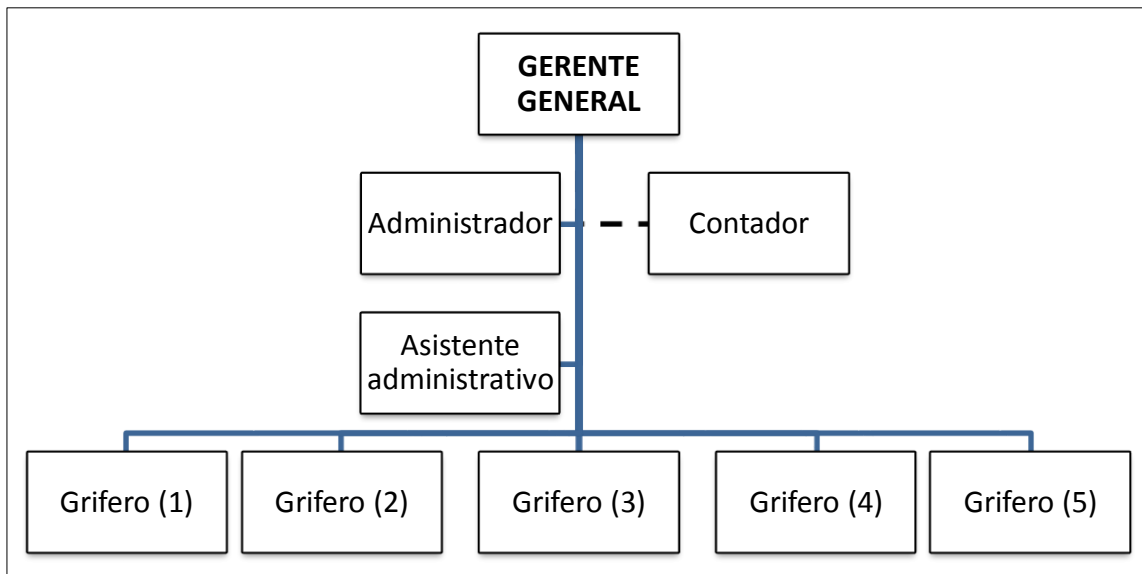 GERENTE
GENERAL
Administrador
Contador
Asistente
administrativo
Grifero (1)
Grifero (2)
Grifero (3)
Grifero (4)
Grifero (5)